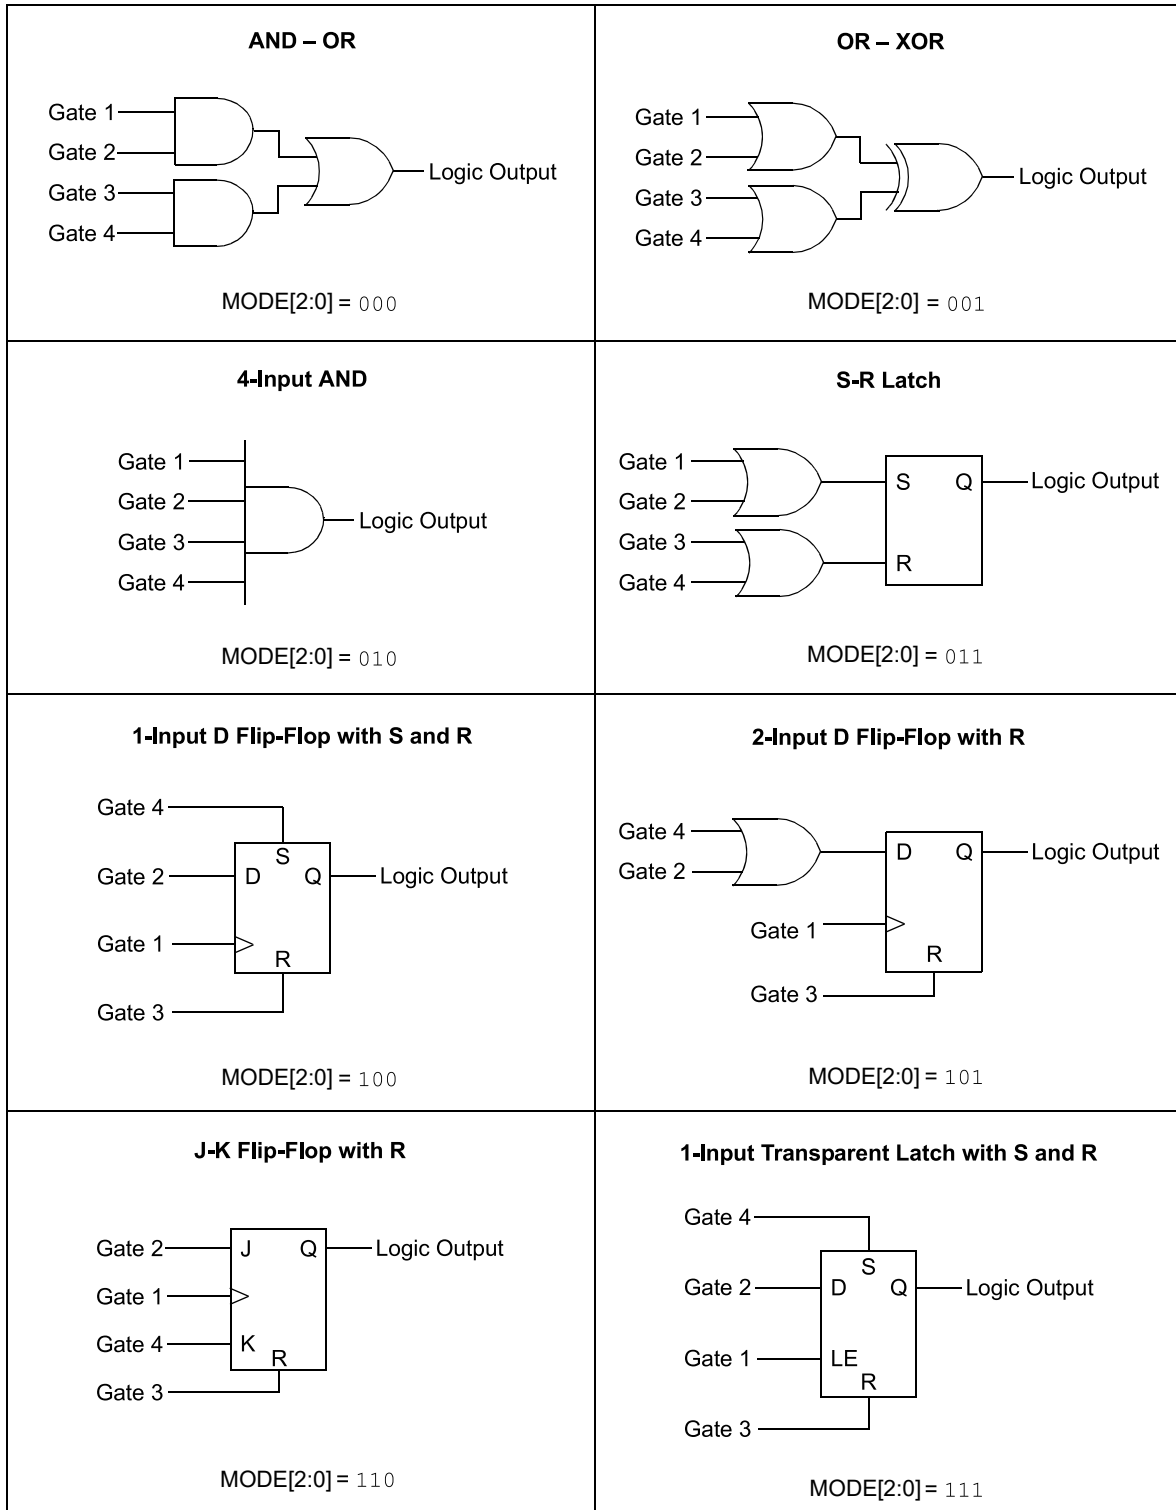 AND – OR
Gate 1
Gate 2
Gate 3
Gate 4
Logic Output
MODE[2:0] = 000
OR – XOR
Gate 1
Gate 2
Gate 3
Gate 4
Logic Output
MODE[2:0] = 001
4-Input AND
Gate 1
Gate 2
Gate 3
Gate 4
Logic Output
MODE[2:0] = 010
S-R Latch
Gate 1
Gate 2
Gate 3
Gate 4
S Q
R
Logic Output
MODE[2:0] = 011
1-Input D Flip-Flop with S and R
Gate 4
S
Gate 2
D Q
Logic Output
Gate 1
R
Gate 3
MODE[2:0] = 100
2-Input D Flip-Flop with R
Gate 4
Gate 2
D Q
Logic Output
Gate 1
R
Gate 3
MODE[2:0] = 101
J-K Flip-Flop with R
Gate 2
J Q
Logic Output
Gate 1
Gate 4
K
R
Gate 3
MODE[2:0] = 110
1-Input Transparent Latch with S and R
Gate 4
S
Gate 2
D Q
Logic Output
Gate 1
LE
R
Gate 3
MODE[2:0] = 111